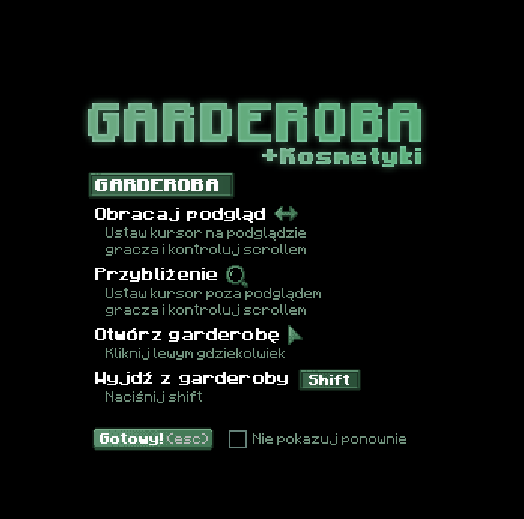 GARDEROBA
+Kosmetyki
GARDEROBA
Obracaj podgląd
Ustaw kursor na podglądzie
gracza i kontroluj scrollem
Przybliżenie
Ustaw kursor poza podglądem
gracza i kontroluj scrollem
Otwórz garderobę
Kliknij lewym gdziekolwiek
Wyjdź z garderoby Shift
Naciśnij shift
Gotowy! (esc) Nie pokazuj ponownie